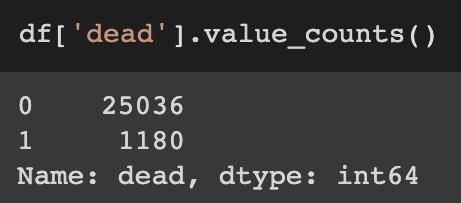 df['dead'].value_counts()
0     25036
1      1180
Name: dead, dtype: int64